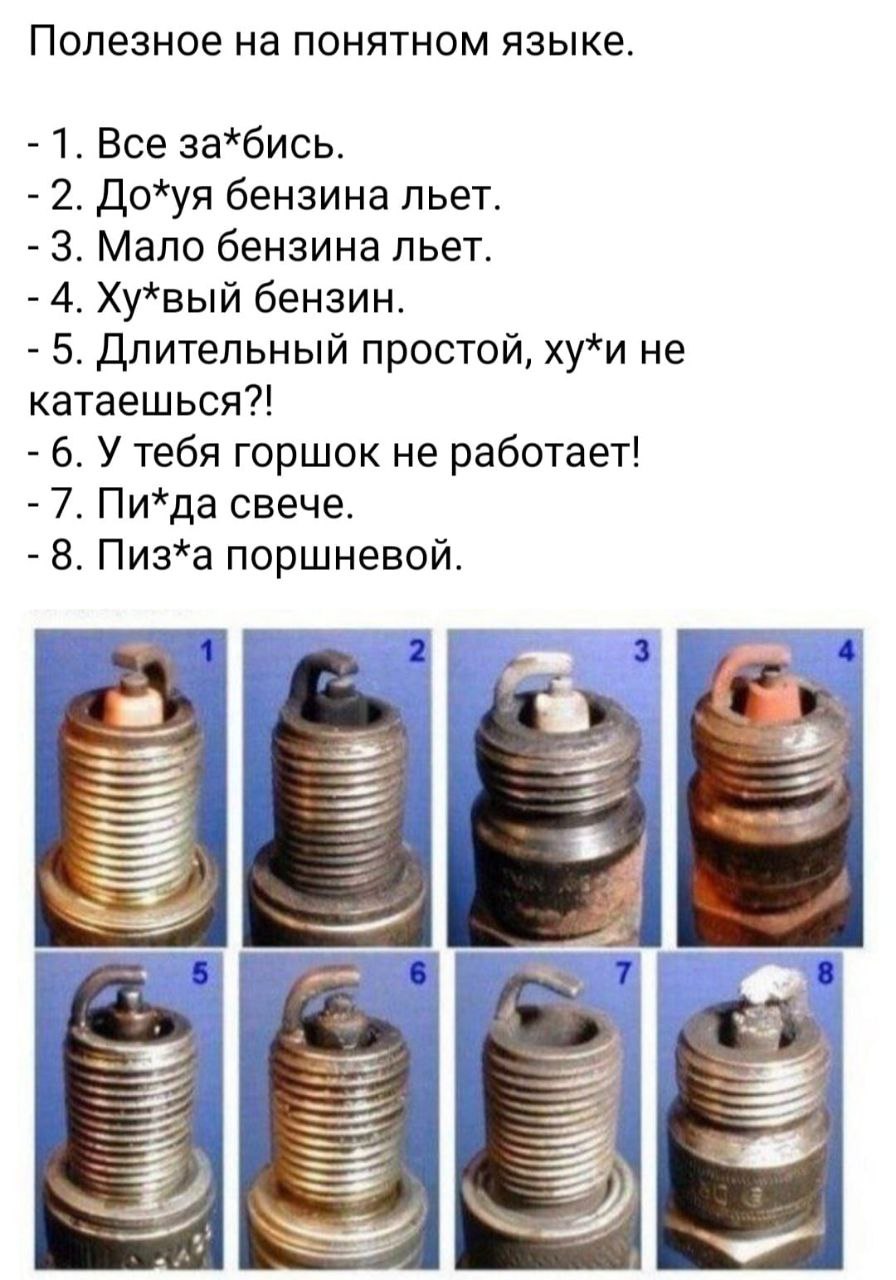 Полезное на понятном языке.
- 1. Все за*бись.
- 2. До*уя бензина льет.
- 3. Мало бензина льет.
- 4. Ху*вый бензин.
- 5. Длительный простой, ху*и не
катаешься?!
- 6. У тебя горшок не работает!
- 7. Пи*да свече.
- 8. Пиз*а поршневой.
1 2 3 4
5 6 7 8